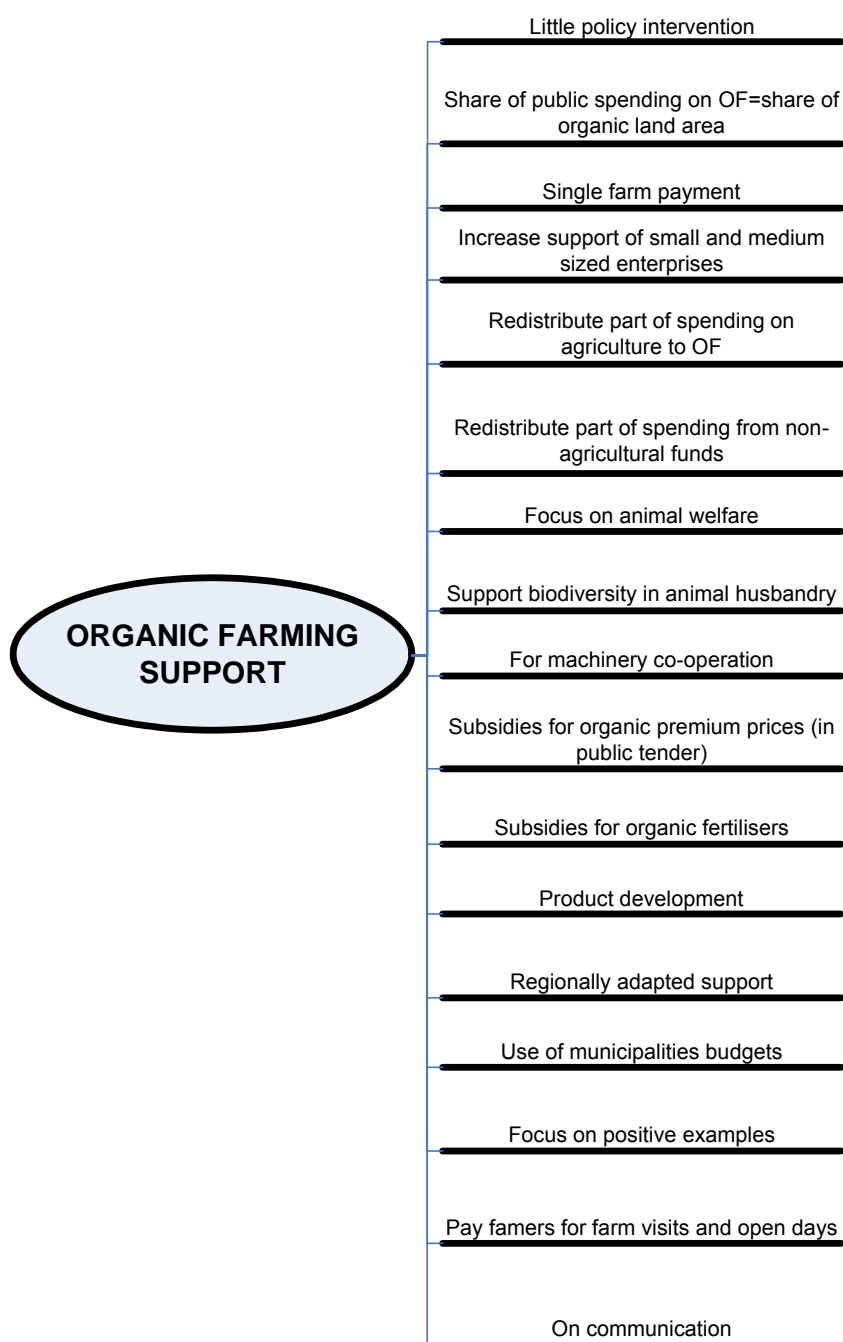 Little policy intervention
Share of public spending on OF=share of
organic land area
Single farm payment
Increase support of small and medium
sized enterprises
Redistribute part of spending on
agriculture to OF
Redistribute part of spending from non-
agricultural funds
Focus on animal welfare
Support biodiversity in animal husbandry
ORGANIC FARMING
SUPPORT
For machinery co-operation
Subsidies for organic premium prices (in
public tender)
Subsidies for organic fertilisers
Product development
Regionally adapted support
Use of municipalities budgets
Focus on positive examples
Pay famers for farm visits and open days
On communication